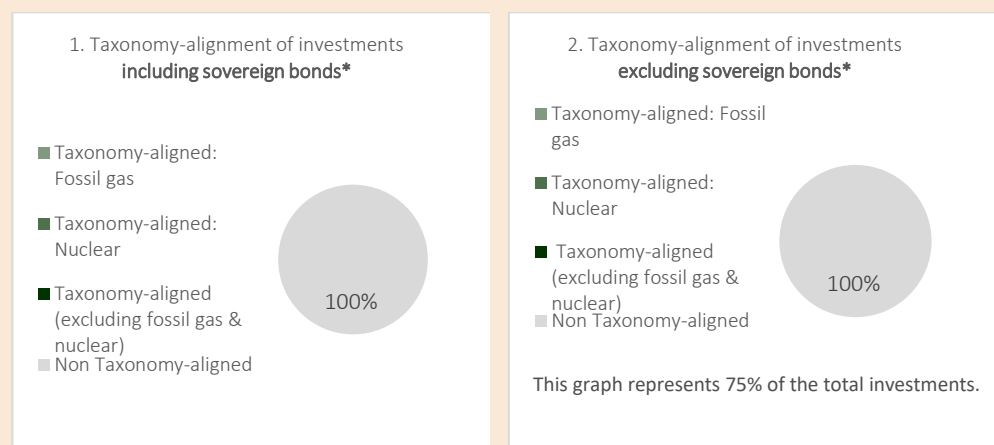 1. Taxonomy-alignment of investments
including sovereign bonds*
Taxonomy-aligned:
Fossil gas
Taxonomy-aligned:
Nuclear
Taxonomy-aligned
(excluding fossil gas &
nuclear)
Non Taxonomy-aligned
100%
2. Taxonomy-alignment of investments
excluding sovereign bonds*
Taxonomy-aligned: Fossil
gas
Taxonomy-aligned:
Nuclear
Taxonomy-aligned
(excluding fossil gas &
nuclear)
Non Taxonomy-aligned
100%
This graph represents 75% of the total investments.